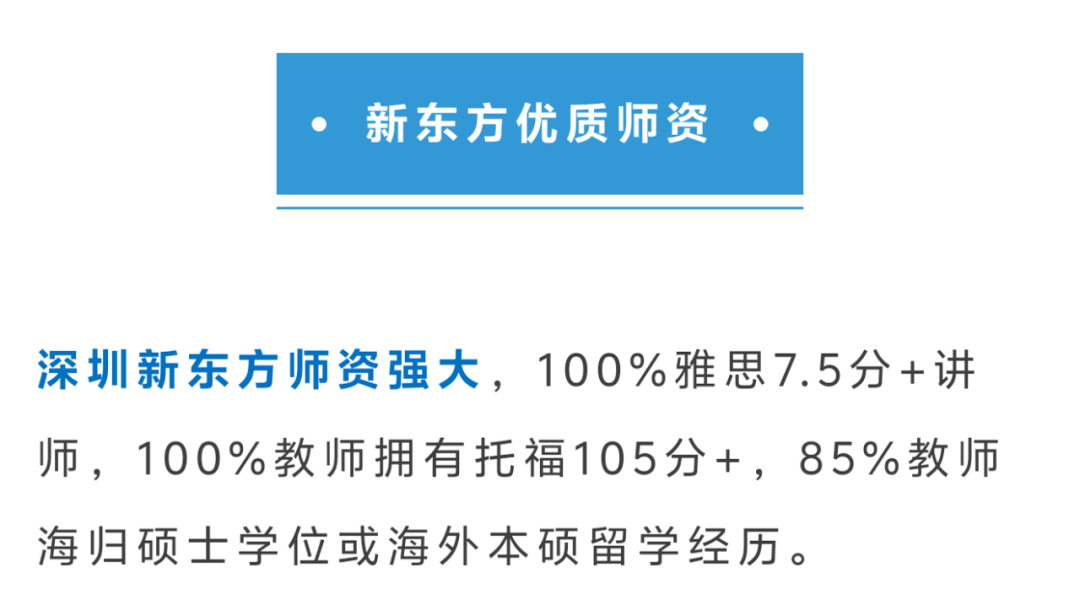 • 新东方优质师资 •
深圳新东方师资强大，100%雅思7.5分+讲
师，100%教师拥有托福105分+，85%教师
海归硕士学位或海外本硕留学经历。